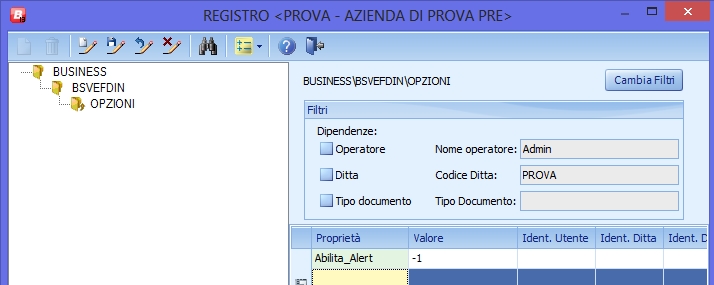 REGISTRO <PROVA - AZIENDA DI PROVA PRE>
BUSINESS
BSVEFDIN
OPZIONI
BUSINESS\BSVEFDIN\OPZIONI
Cambia Filtri
Filtri
Dipendenze:
Operatore Nome operatore: Admin
Ditta Codice Ditta: PROVA
Tipo documento Tipo Documento:
Proprietà Valore Ident. Utente Ident. Ditta Ident. D
Abilita_Alert -1